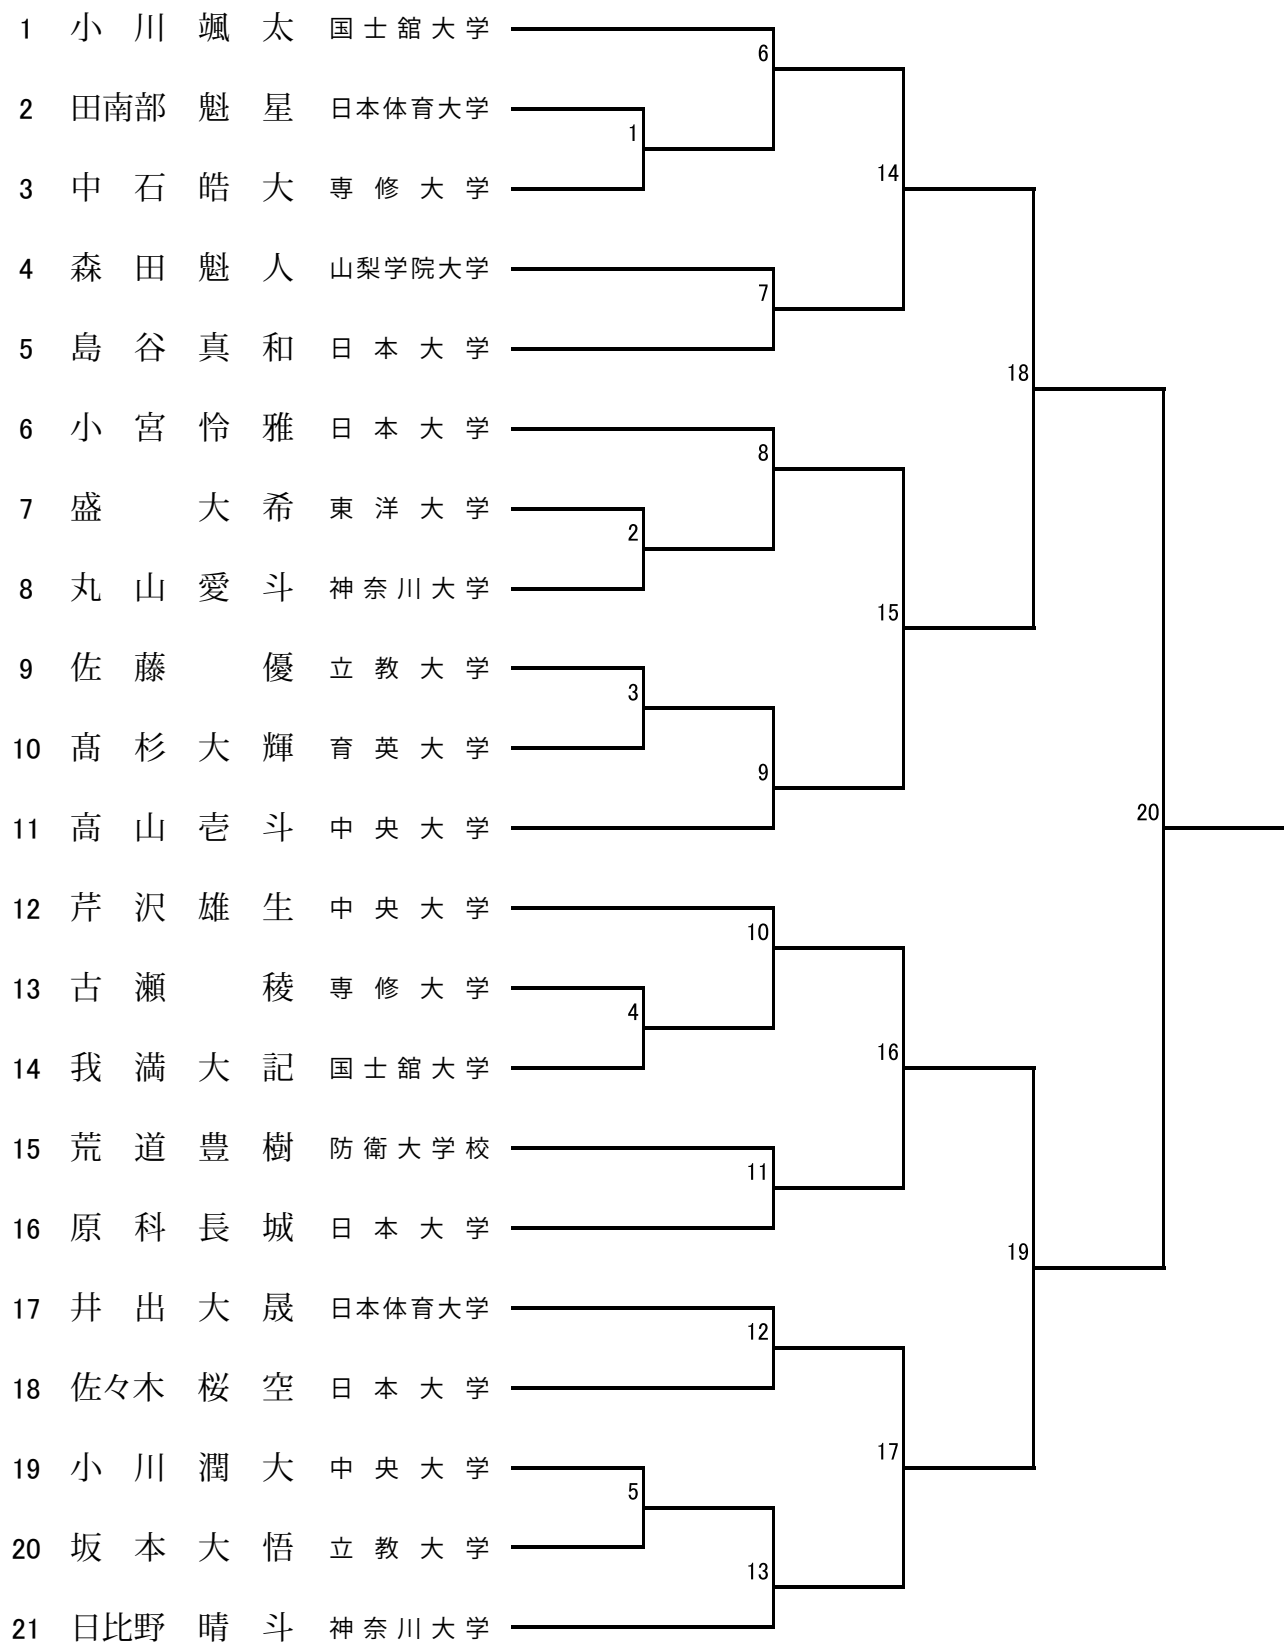 1 小川颯太 国士舘大学
6
2 田南部魁星 日本体育大学
1
3 中石皓大 専修大学
14
4 森田魁人 山梨学院大学
7
5 島谷真和 日本大学
18
6 小宮怜雅 日本大学
8
7 盛大希 東洋大学
2
8 丸山愛斗 神奈川大学
15
9 佐藤優 立教大学
3
10 髙杉大輝 育英大学
9
11 高山壱斗 中央大学
20
12 芹沢雄生 中央大学
10
13 古瀬稜 専修大学
4
14 我満大記 国士舘大学
16
15 荒道豊樹 防衛大学校
11
16 原科長城 日本大学
19
17 井出大晟 日本体育大学
12
18 佐々木桜空 日本大学
17
19 小川潤大 中央大学
5
20 坂本大悟 立教大学
13
21 日比野晴斗 神奈川大学